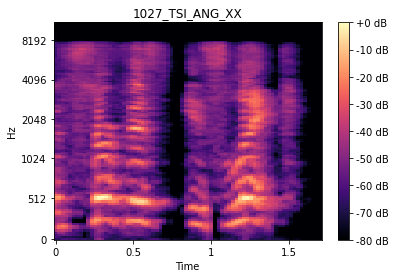 1027_TSI_ANG_XX
Hz
8192
4096
2048
1024
512
0
0
0.5
1
1.5
Time
+0 dB
-10 dB
-20 dB
-30 dB
-40 dB
-50 dB
-60 dB
-70 dB
-80 dB